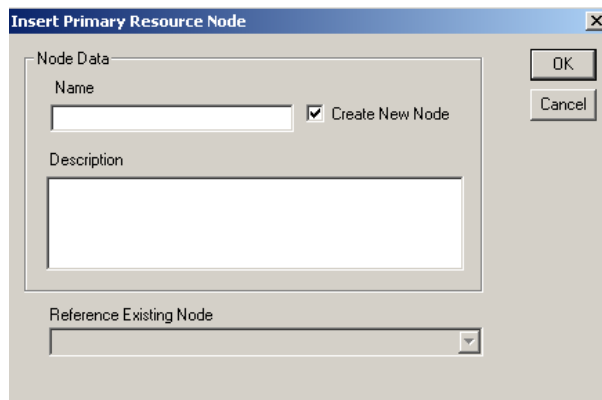 Insert Primary Resource Node
Node Data
OK
Name
Create New Node
Cancel
Description
Reference Existing Node